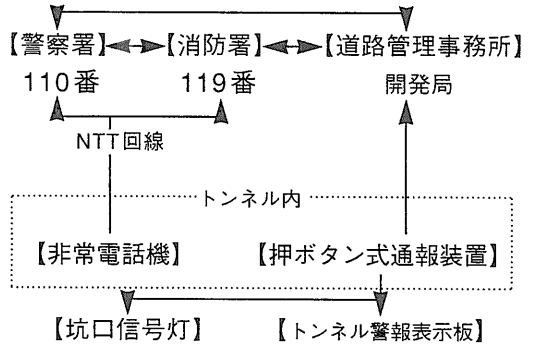 【警察署】【消防署】【道路管理事務所】
110番 119番 開発局
NTT回線
トンネル内
【非常電話機】 【押ボタン式通報装置】
【坑口信号灯】 【トンネル警報表示板】